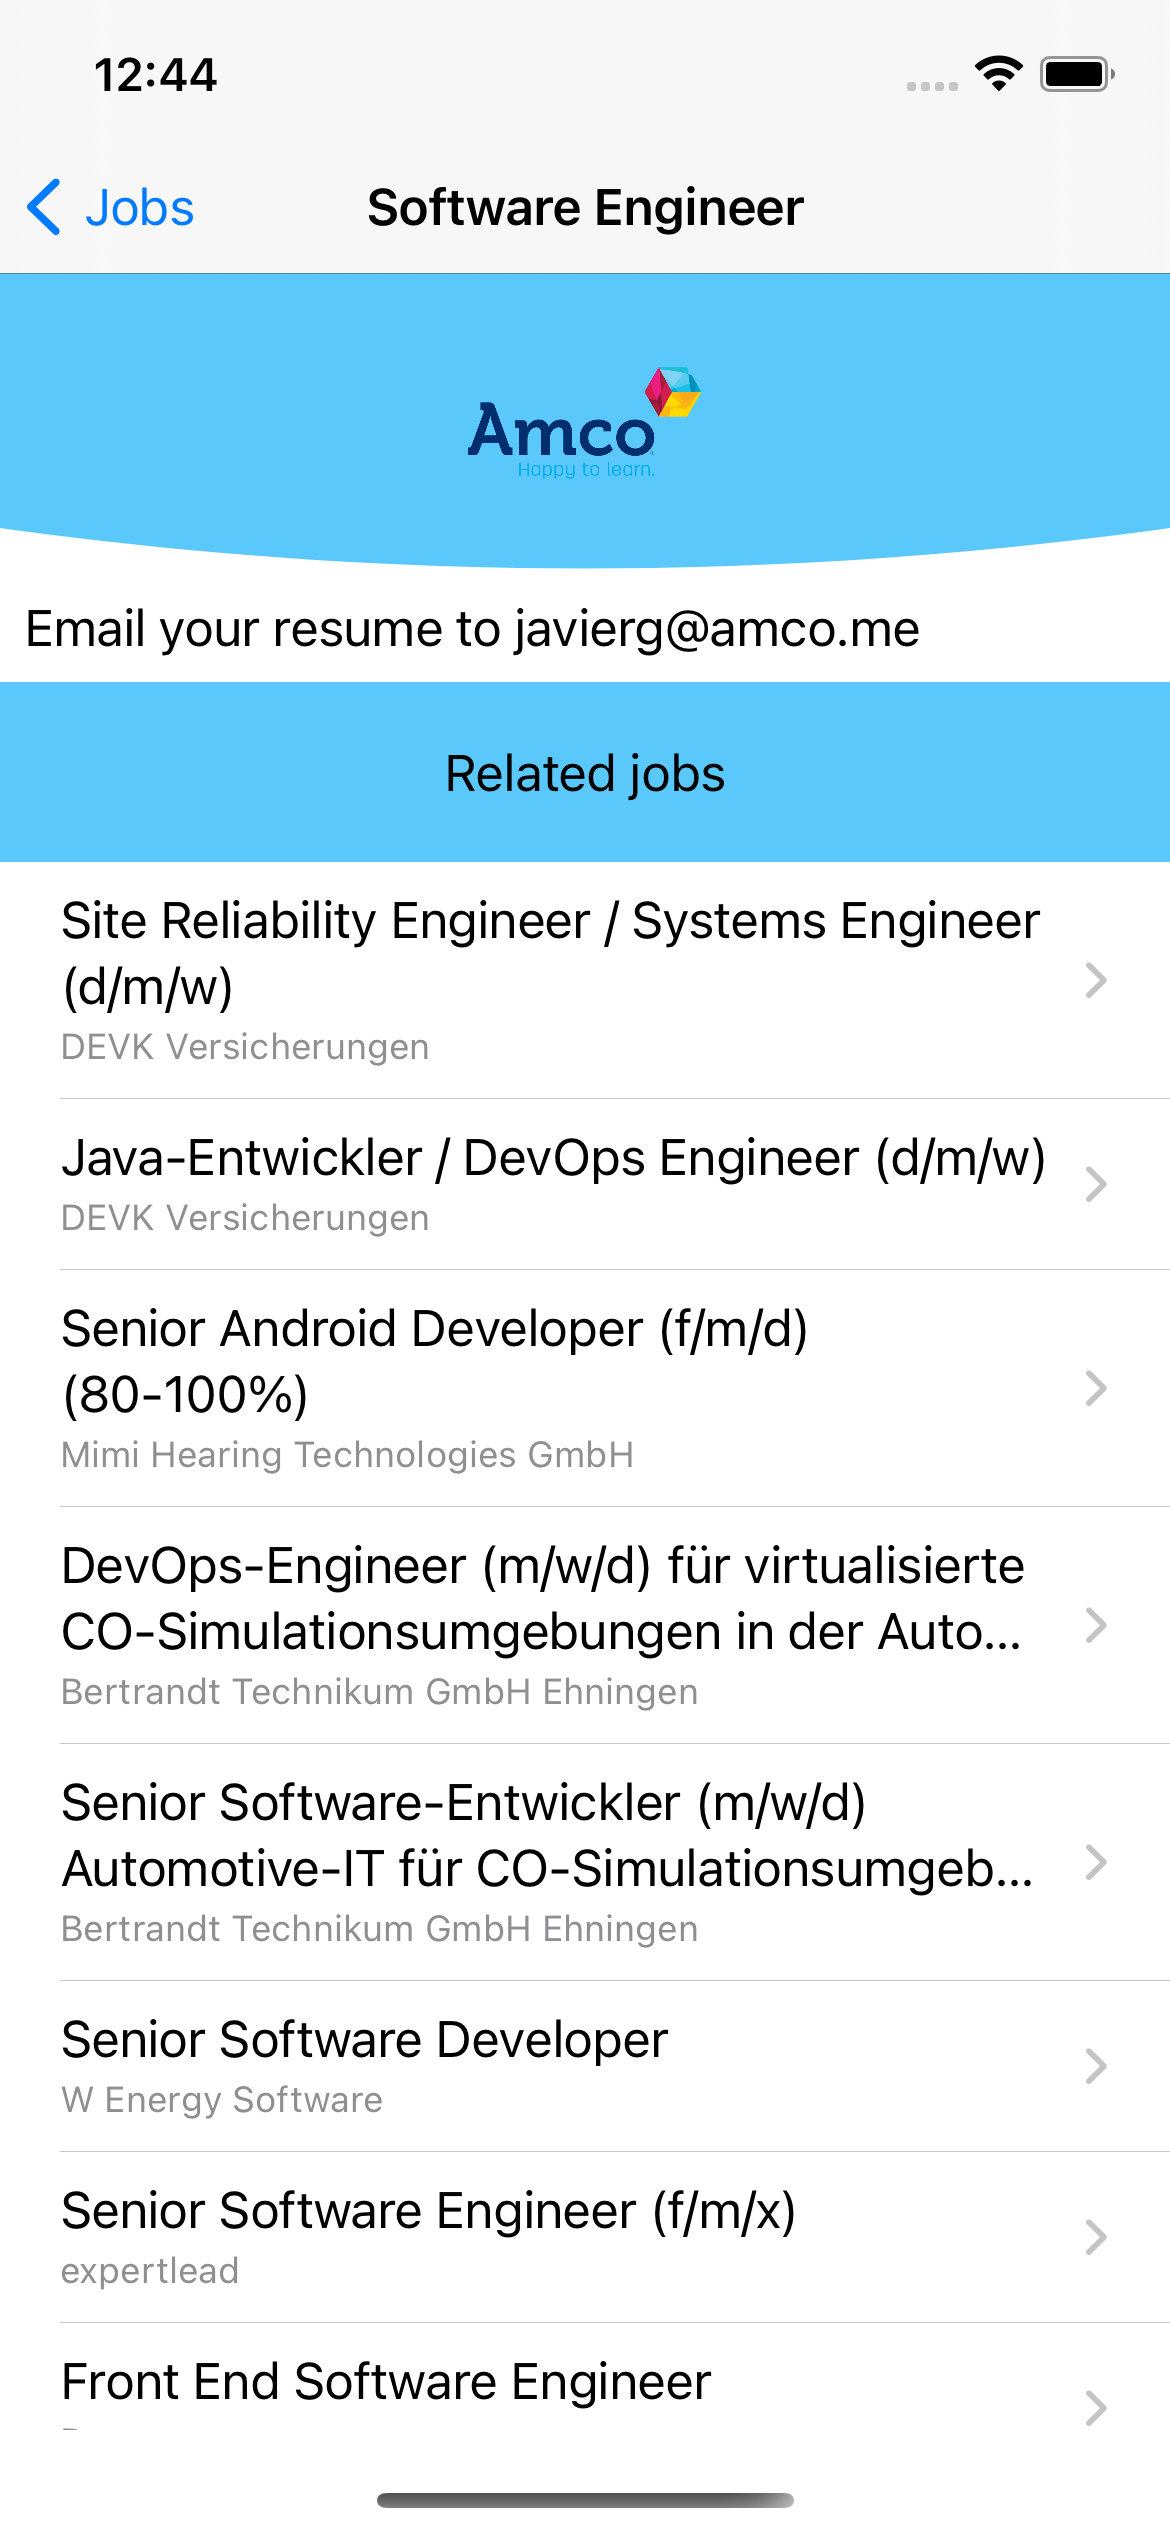 12:44
Jobs
Software Engineer
Amco
Happy to learn.
Email your resume to javierg@amco.me
Related jobs
Site Reliability Engineer / Systems Engineer
(d/m/w)
DEVK Versicherungen
Java-Entwickler / DevOps Engineer (d/m/w)
DEVK Versicherungen
Senior Android Developer (f/m/d)
(80-100%)
Mimi Hearing Technologies GmbH
DevOps-Engineer (m/w/d) für virtualisierte
CO-Simulationsumgebungen in der Auto...
Bertrandt Technikum GmbH Ehningen
Senior Software-Entwickler (m/w/d)
Automotive-IT für CO-Simulationsumgeb...
Bertrandt Technikum GmbH Ehningen
Senior Software Developer
W Energy Software
Senior Software Engineer (f/m/x)
expertlead
Front End Software Engineer